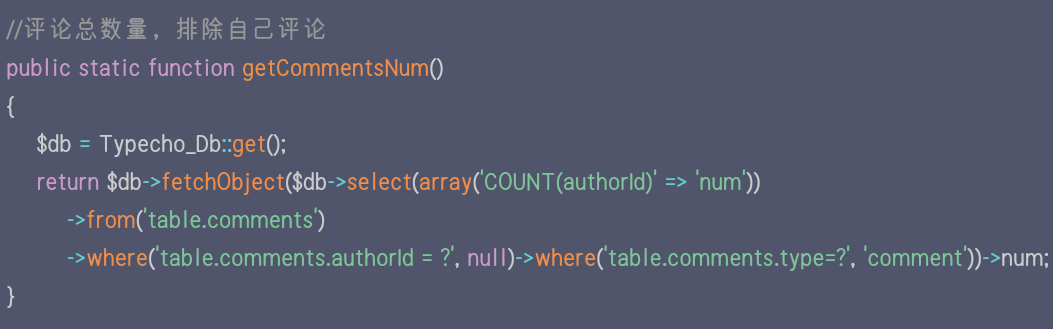 //评论总数量，排除自己评论
public static function getCommentsNum()
{
$db = Typecho_Db::get();
return $db->fetchObject($db->select(array('COUNT(authorId)' => 'num'))
->from('table.comments')
->where('table.comments.authorId = ?', null)->where('table.comments.type=?', 'comment'))->num;
}